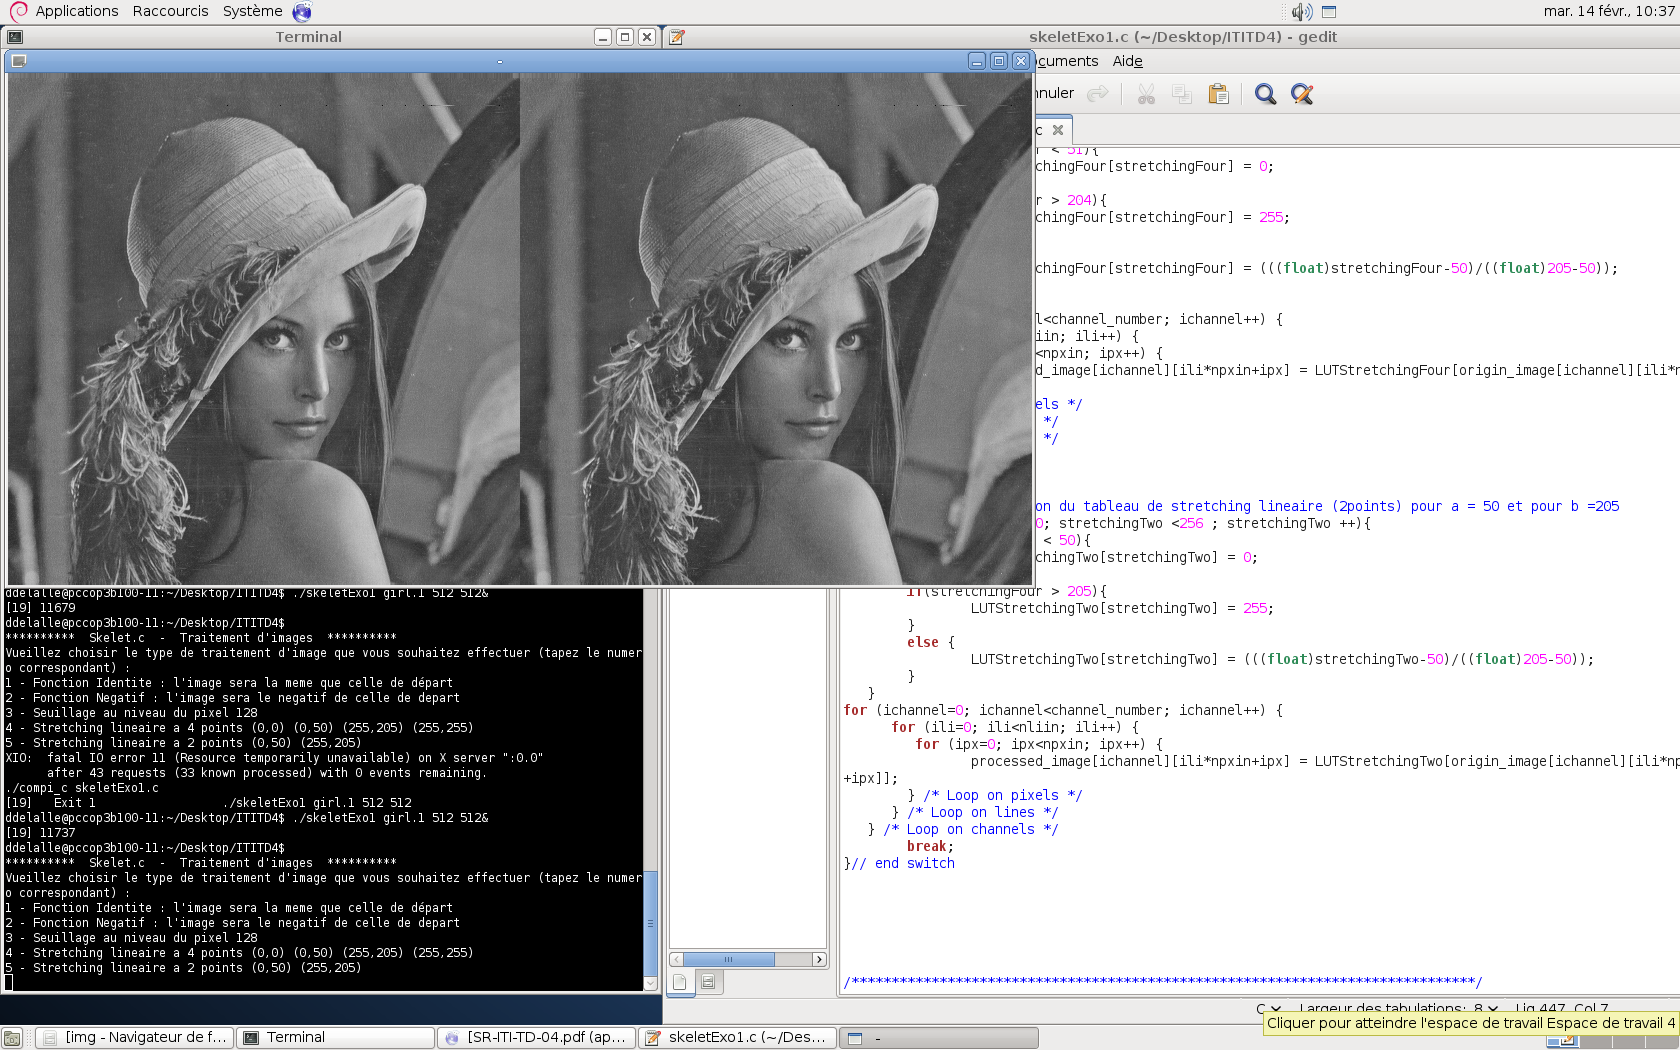 Applications Raccourcis Système
mar. 14 févr., 10:37
Terminal
skeletExo1.c (~/Desktop/ITITD4) - gedit
-
ocuments Aide
nnuler
c
r < 51){
chingFour[stretchingFour] = 0;
r > 204){
chingFour[stretchingFour] = 255;
chingFour[stretchingFour] = (((float)stretchingFour-50)/((float)205-50));
l<channel_number; ichannel++) {
iin; ili++) {
<npxin; ipx++) {
d_image[ichannel][ili*npxin+ipx] = LUTStretchingFour[origin_image[ichannel][ili*n
els */
*/
*/
on du tableau de stretching lineaire (2points) pour a = 50 et pour b =205
0; stretchingTwo <256 ; stretchingTwo ++){
< 50){
chingTwo[stretchingTwo] = 0;
if(stretchingFour > 205){
LUTStretchingTwo[stretchingTwo] = 255;
}
else {
LUTStretchingTwo[stretchingTwo] = (((float)stretchingTwo-50)/((float)205-50));
}
}
for (ichannel=0; ichannel<channel_number; ichannel++) {
for (ili=0; ili<nliin; ili++) {
for (ipx=0; ipx<npxin; ipx++) {
processed_image[ichannel][ili*npxin+ipx] = LUTStretchingTwo[origin_image[ichannel][ili*np
+ipx]];
} /* Loop on pixels */
} /* Loop on lines */
} /* Loop on channels */
break;
}// end switch
/******************************************************************************/
ddelalle@pccop3b100-11:~/Desktop/ITITD4$ ./skeletExo1 girl.1 512 512&
[19] 11679
ddelalle@pccop3b100-11:~/Desktop/ITITD4$
********** Skelet.c - Traitement d'images **********
Vueillez choisir le type de traitement d'image que vous souhaitez effectuer (tapez le numer
o correspondant) :
1 - Fonction Identite : l'image sera la meme que celle de départ
2 - Fonction Negatif : l'image sera le negatif de celle de depart
3 - Seuillage au niveau du pixel 128
4 - Stretching lineaire a 4 points (0,0) (0,50) (255,205) (255,255)
5 - Stretching lineaire a 2 points (0,50) (255,205)
XIO: fatal IO error 11 (Resource temporarily unavailable) on X server ":0.0"
after 43 requests (33 known processed) with 0 events remaining.
./compi_c skeletExo1.c
[19] Exit 1 ./skeletExo1 girl.1 512 512
ddelalle@pccop3b100-11:~/Desktop/ITITD4$ ./skeletExo1 girl.1 512 512&
[19] 11737
ddelalle@pccop3b100-11:~/Desktop/ITITD4$
********** Skelet.c - Traitement d'images **********
Vueillez choisir le type de traitement d'image que vous souhaitez effectuer (tapez le numer
o correspondant) :
1 - Fonction Identite : l'image sera la meme que celle de départ
2 - Fonction Negatif : l'image sera le negatif de celle de depart
3 - Seuillage au niveau du pixel 128
4 - Stretching lineaire a 4 points (0,0) (0,50) (255,205) (255,255)
5 - Stretching lineaire a 2 points (0,50) (255,205)
C Largeur des tabulations: 8 Lig 447, Col 7
Cliquer pour atteindre l'espace de travail Espace de travail 4
[img - Navigateur de f... Terminal [SR-ITI-TD-04.pdf (ap... skeletExo1.c (~/Des... -